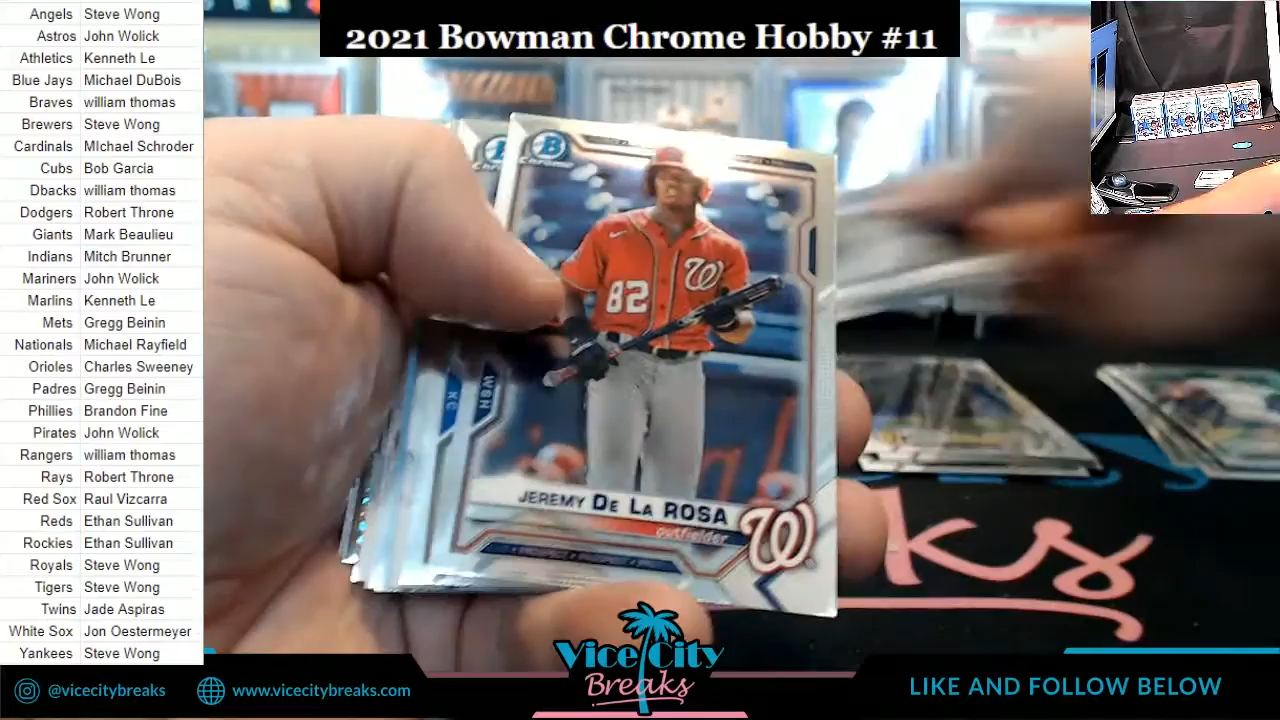 2021 Bowman Chrome Hobby #11
Angels Steve Wong
Astros John Wolick
Athletics Kenneth Le
Blue Jays Michael DuBois
Braves william thomas
Brewers Steve Wong
Cardinals MIchael Schroder
Cubs Bob Garcia
Dbacks william thomas
Dodgers Robert Throne
Giants Mark Beaulieu
Indians Mitch Brunner
Mariners John Wolick
Marlins Kenneth Le
Mets Gregg Beinin
Nationals Michael Rayfield
Orioles Charles Sweeney
Padres Gregg Beinin
Phillies Brandon Fine
Pirates John Wolick
Rangers william thomas
Rays Robert Throne
Red Sox Raul Vizcarra
Reds Ethan Sullivan
Rockies Ethan Sullivan
Royals Steve Wong
Tigers Steve Wong
Twins Jade Aspiras
White Sox Jon Oestermeyer
Yankees Steve Wong
B
Chrome
W
82
KC
WSN
JEREMY DE LA ROSA
outfielder
W
ks
Vice City
Breaks
@vicecitybreaks
www.vicecitybreaks.com
LIKE AND FOLLOW BELOW